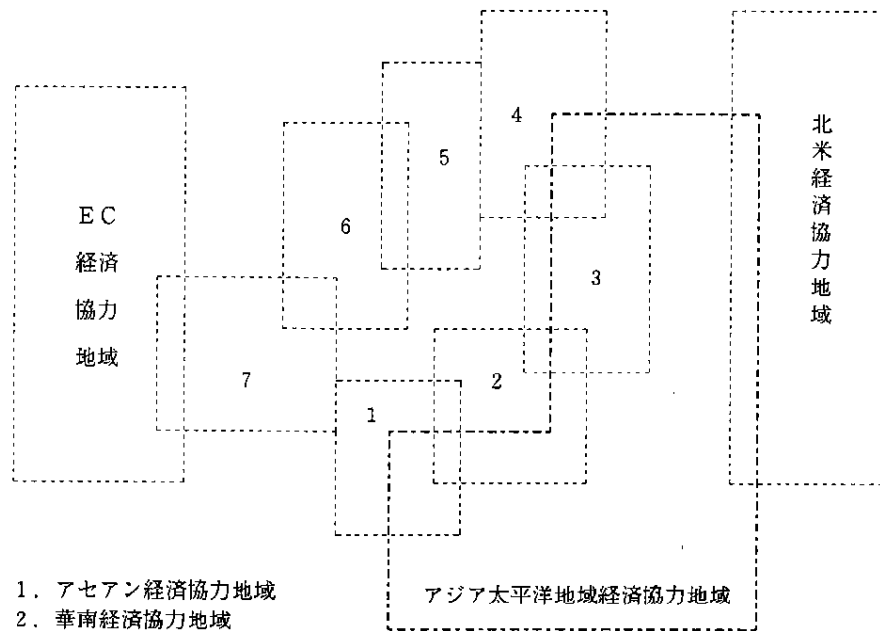 4
5
北米経済協力地域
6
EC
経済
協力
地域
3
7
2
1
アジア太平洋地域経済協力地域
1. アセアン経済協力地域
2. 華南経済協力地域